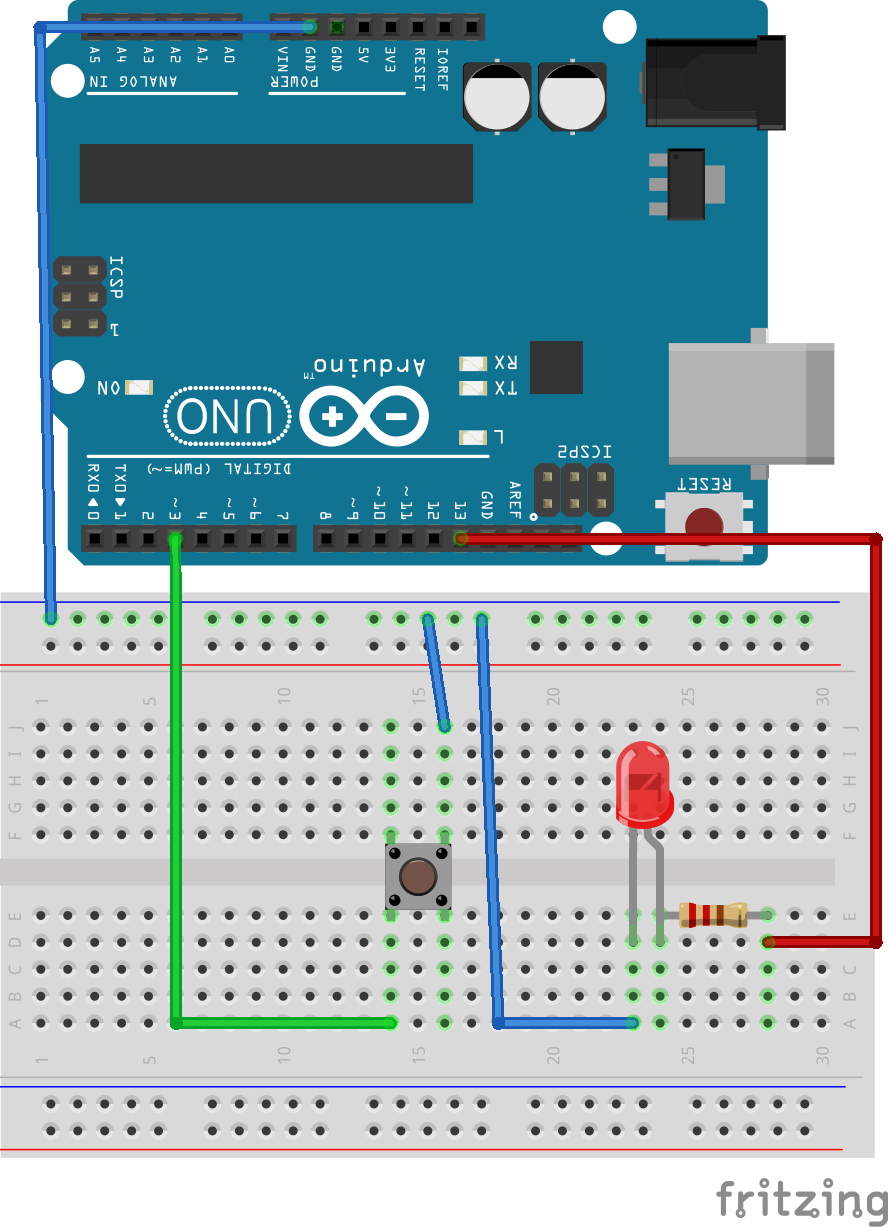 A5 A4 A3 A2 A1 A0 VIN GND GND 5V 3V3 RESET IOREF
ANALOG IN POWER
ICSP
1
Arduino
TM
RX
ON
TX
UNO
L
ICSP2
DIGITAL (PWM=~)
RESET
RX0◄0 TX0►1 2 ~3 4 ~5 ~6 7 8 ~9 ~10 ~11 12 13 GND AREF
1 5 10 15 20 25 30
J J
I I
H H
G G
F F
E E
D D
C C
B B
A A
1 5 10 15 20 25 30
fritzing